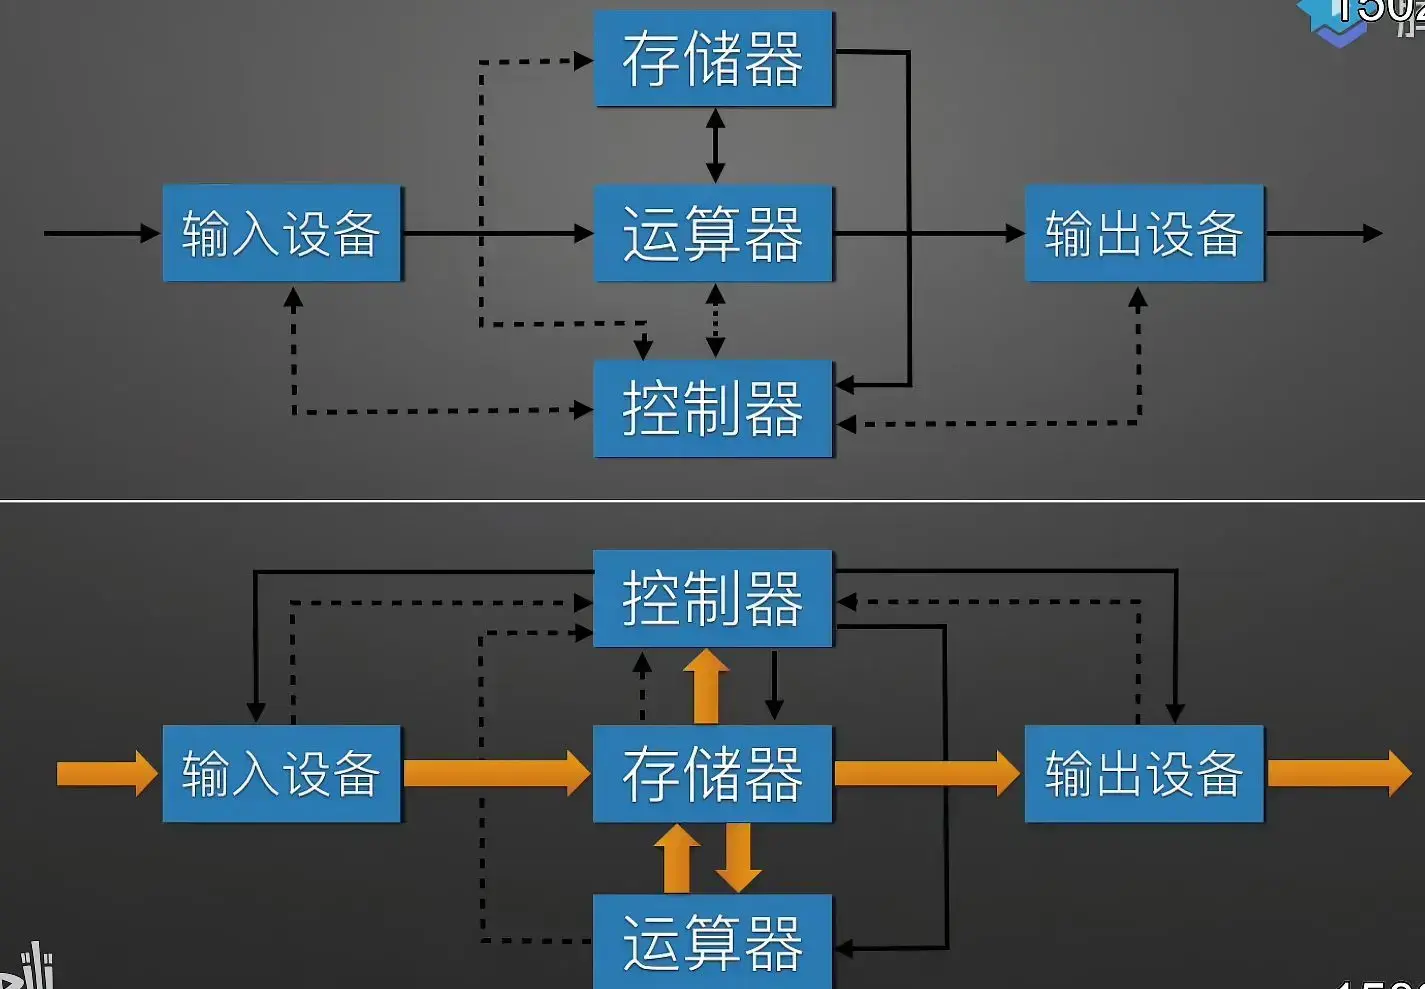 存储器
输入设备
运算器
输出设备
控制器
控制器
输入设备
存储器
输出设备
运算器